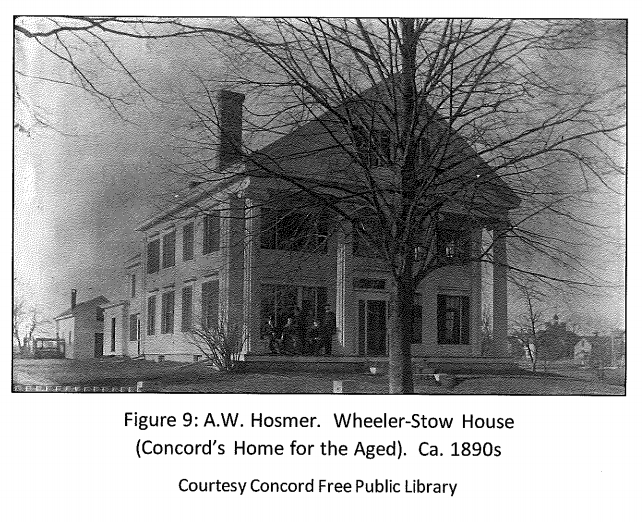 Figure 9: A.W. Hosmer. Wheeler-Stow House
(Concord's Home for the Aged). Ca. 1890s
Courtesy Concord Free Public Library